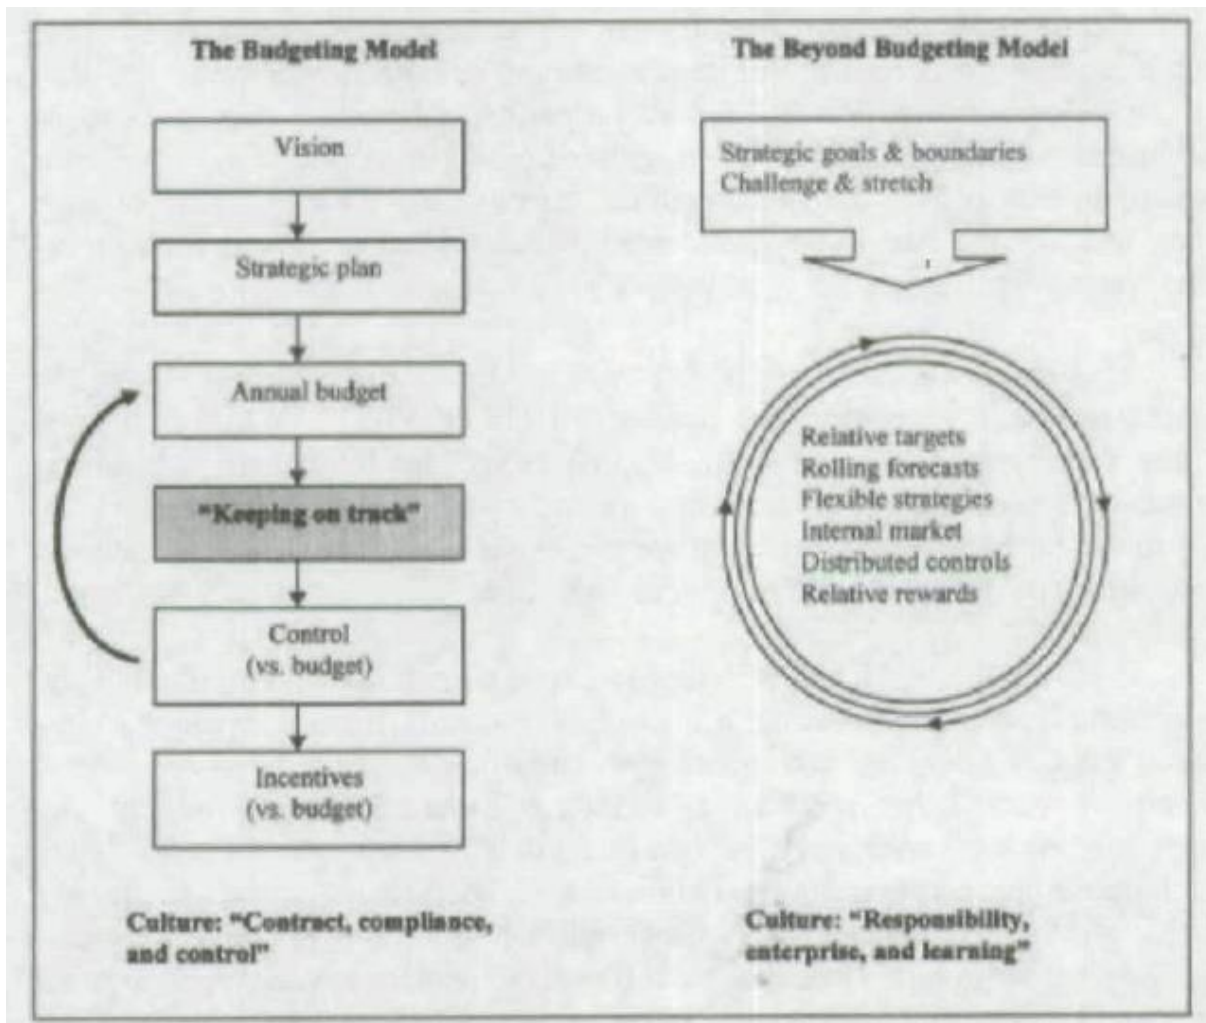 The Budgeting Model
Vision
Strategic plan
Annual budget
“Keeping on track”
Control
(vs. budget)
Incentives
(vs. budget)
Culture: “Contract, compliance,
and control”
The Beyond Budgeting Model
Strategic goals & boundaries
Challenge & stretch
Relative targets
Rolling forecasts
Flexible strategies
Internal market
Distributed controls
Relative rewards
Culture: “Responsibility,
enterprise, and learning”